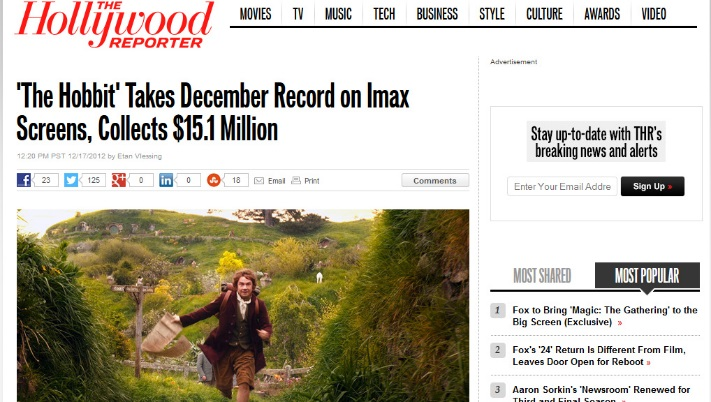 THE
Hollywood
REPORTER
MOVIES TV MUSIC TECH BUSINESS STYLE CULTURE AWARDS VIDEO
'The Hobbit' Takes December Record on Imax
Screens, Collects $15.1 Million
12:20 PM PST 12/17/2012 by Etan Vlessing
23 125 0 0 18 Email Print Comments
Advertisement
Stay up-to-date with THR's
breaking news and alerts
Enter Your Email Addre Sign Up »
MOST SHARED MOST POPULAR
1 Fox to Bring 'Magic: The Gathering' to the
Big Screen (Exclusive) »
2 Fox's '24' Return Is Different From Film,
Leaves Door Open for Reboot »
3 Aaron Sorkin's 'Newsroom' Renewed for
Third and Final Season »